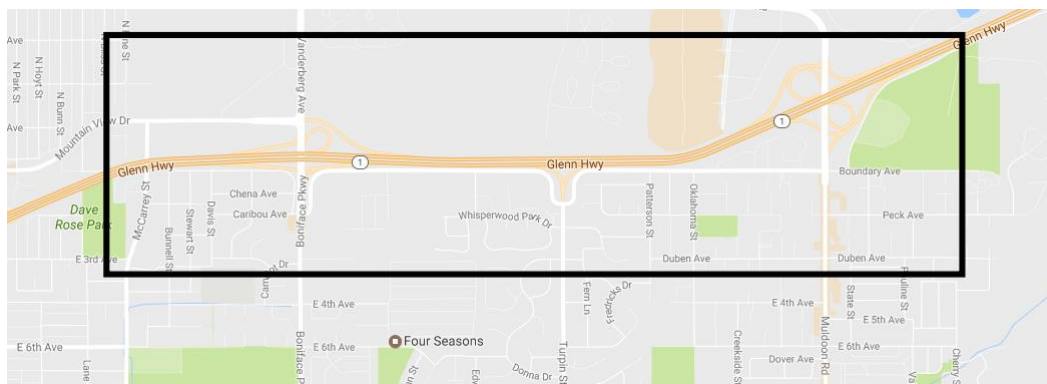 Glenn Hwy
Ave
N Park St
N Hoyt St
N Bunn St
Ave
Mountain View Dr
Vanderberg Ave
1
1
Glenn Hwy
Glenn Hwy
Boundary Ave
Dave
Rose Park
McCarrey St
Chena Ave
Caribou Ave
Davis St
Stewart St
Bunnell St
Boniface Pkwy
Whisperwood Park Dr
Patterson St
Oklahoma St
Peck Ave
E 3rd Ave
Duben Ave
Duben Ave
E 4th Ave
Fern Ln
E 4th Ave
State St
Pauline St
E 5th Ave
Muldoon Rd
E 6th Ave
E 6th Ave
Four Seasons
Turpin St
Creekside
E 6th Ave
Dover Ave
Donna Dr
Lane
Boniface P
Cherry S